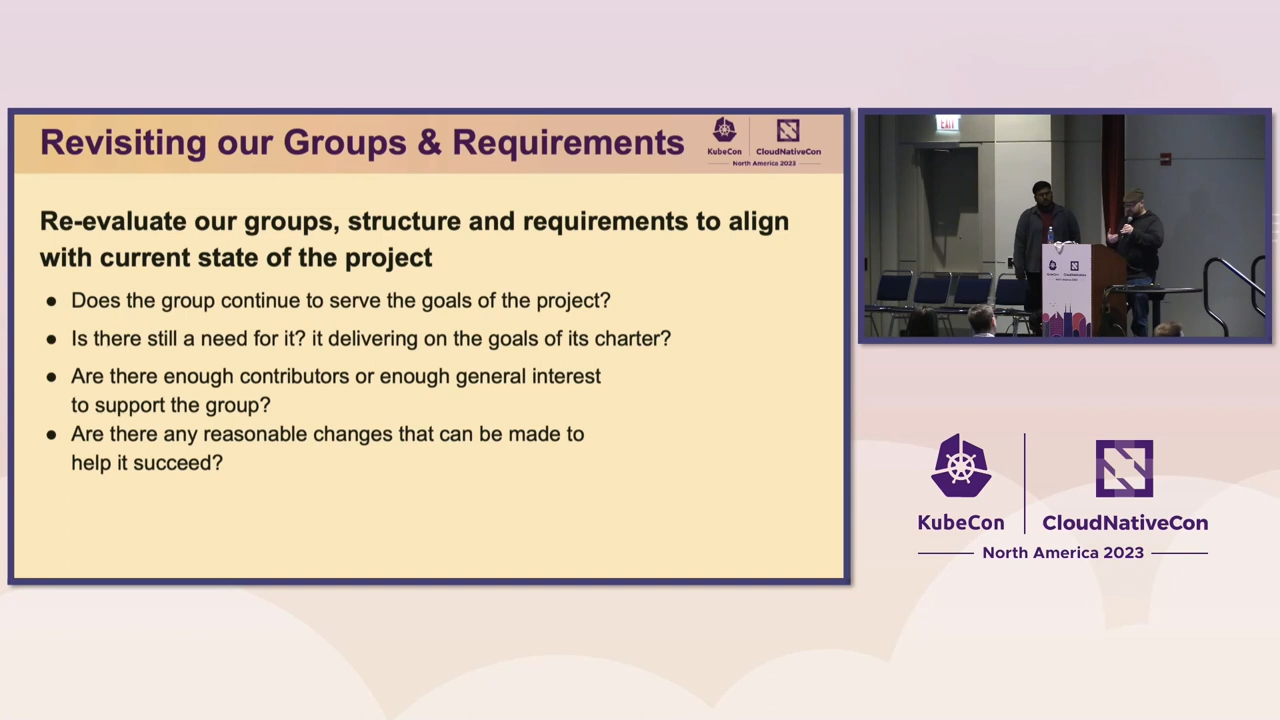 Revisiting our Groups & Requirements
KubeCon
CloudNativeCon
North America 2023
Re-evaluate our groups, structure and requirements to align
with current state of the project
• Does the group continue to serve the goals of the project?
• Is there still a need for it? it delivering on the goals of its charter?
• Are there enough contributors or enough general interest
to support the group?
• Are there any reasonable changes that can be made to
help it succeed?
EXIT
KubeCon
CloudNativeCon
North America 2023